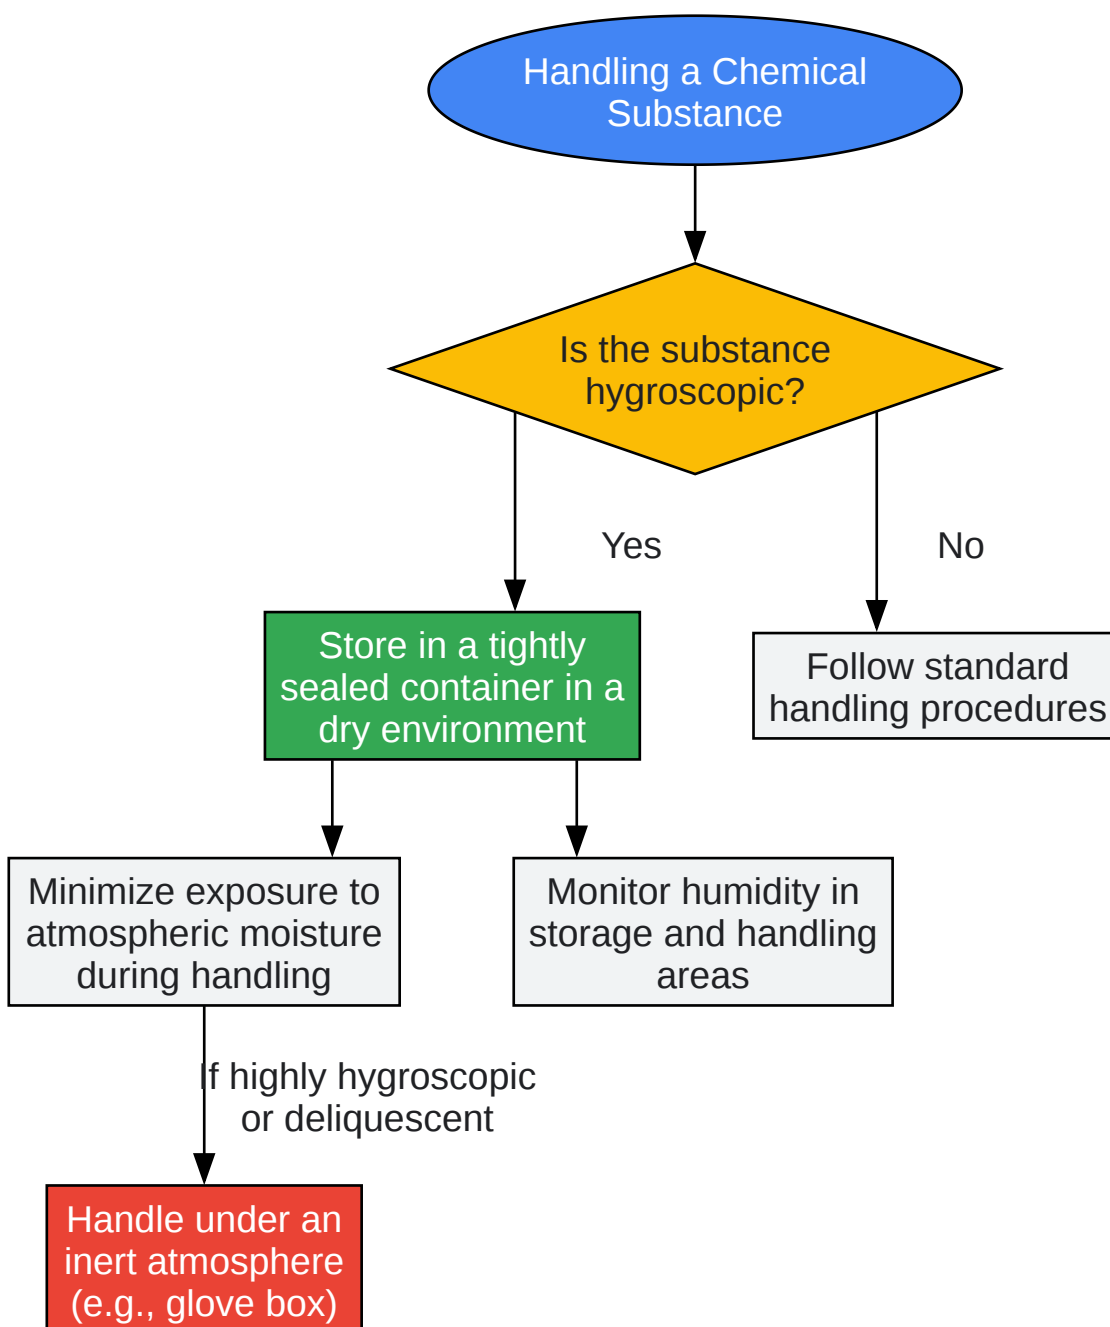 Handling a Chemical
Substance
Is the substance
hygroscopic?
Yes
No
Store in a tightly
sealed container in a
dry environment
Follow standard
handling procedures
Minimize exposure to
atmospheric moisture
during handling
Monitor humidity in
storage and handling
areas
If highly hygroscopic
or deliquescent
Handle under an
inert atmosphere
(e.g., glove box)